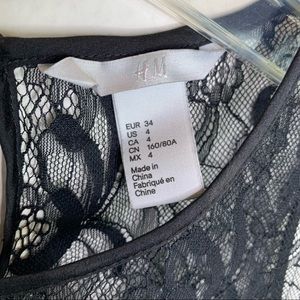 H&M
EUR 34
US 4
CA 4
CN 160/80A
MX 4
Made in
China
Fabriqué en
Chine